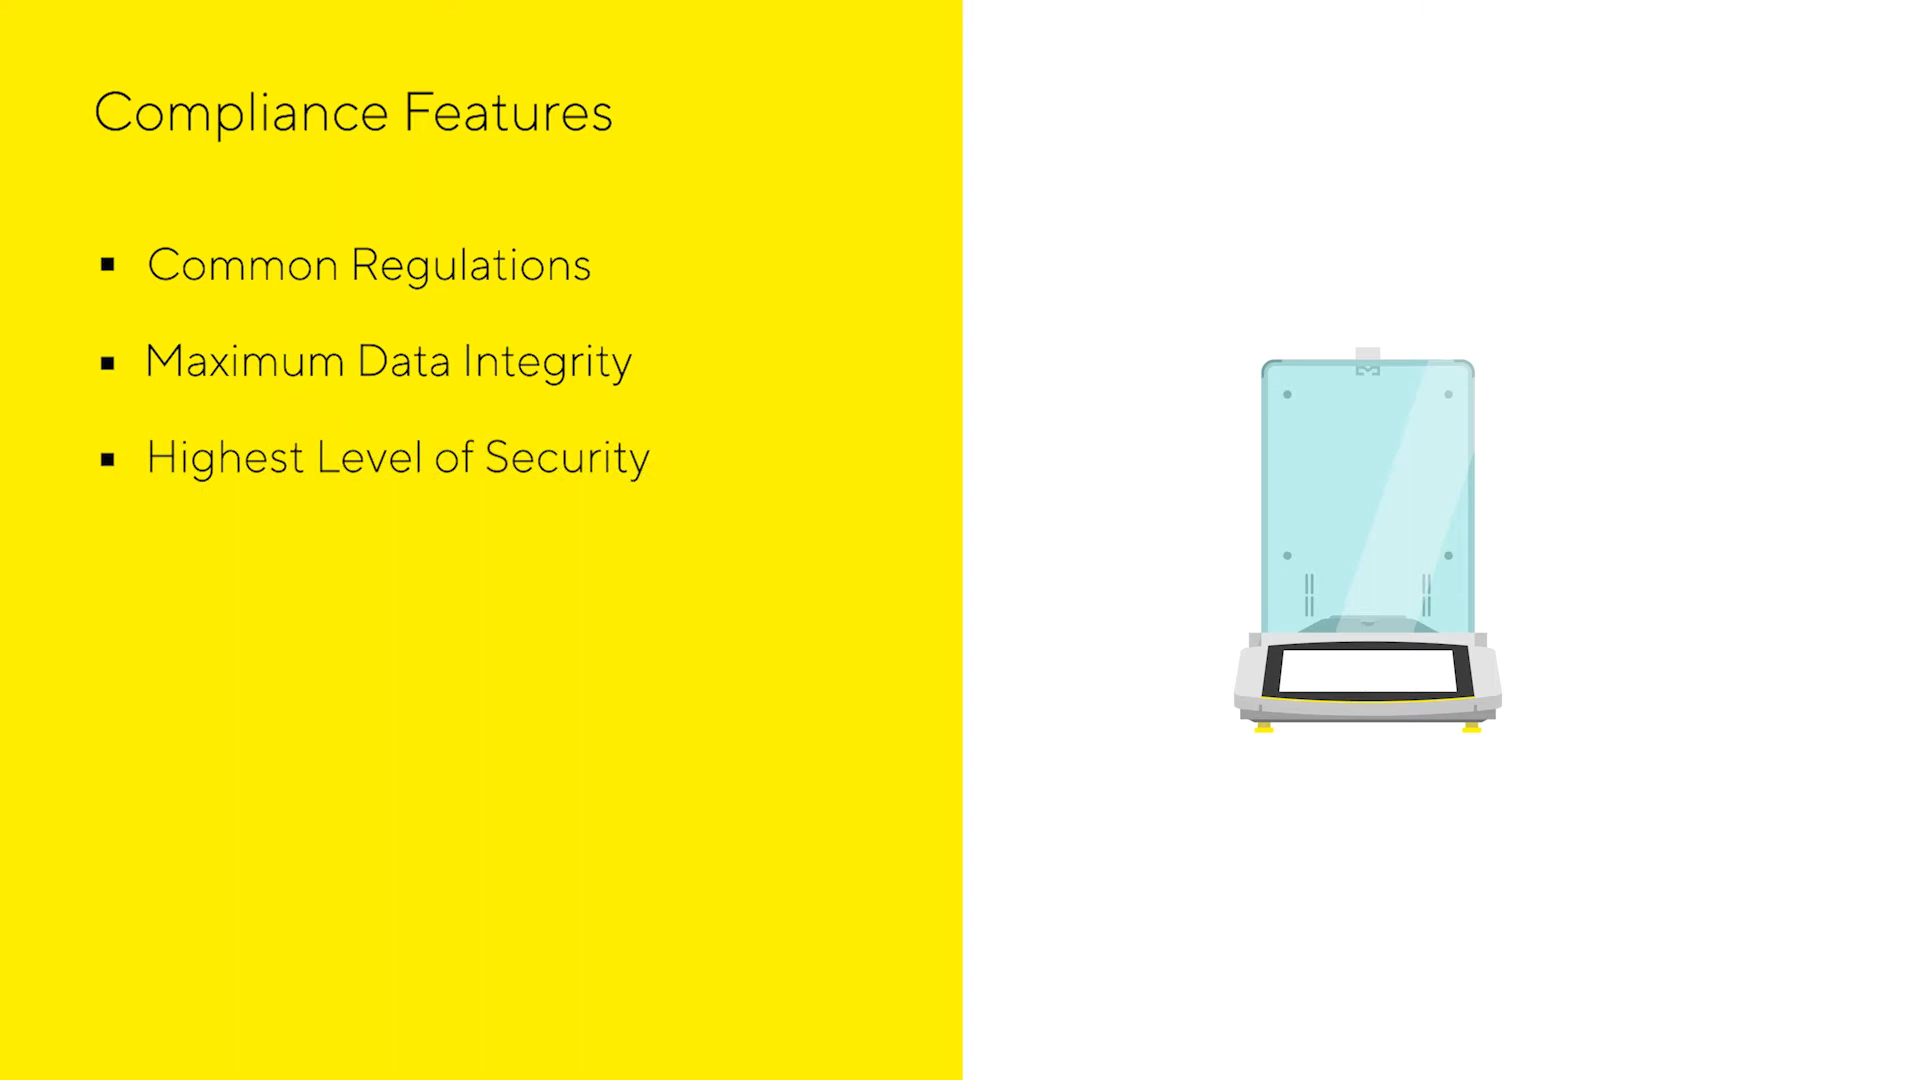 Compliance Features
▪ Common Regulations
▪ Maximum Data Integrity
▪ Highest Level of Security